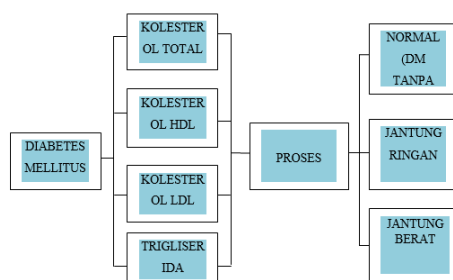 DIABETES
MELLITUS
KOLESTER
OL TOTAL
KOLESTER
OL HDL
KOLESTER
OL LDL
TRIGLISER
IDA
PROSES
NORMAL
(DM
TANPA
JANTUNG
RINGAN
JANTUNG
BERAT